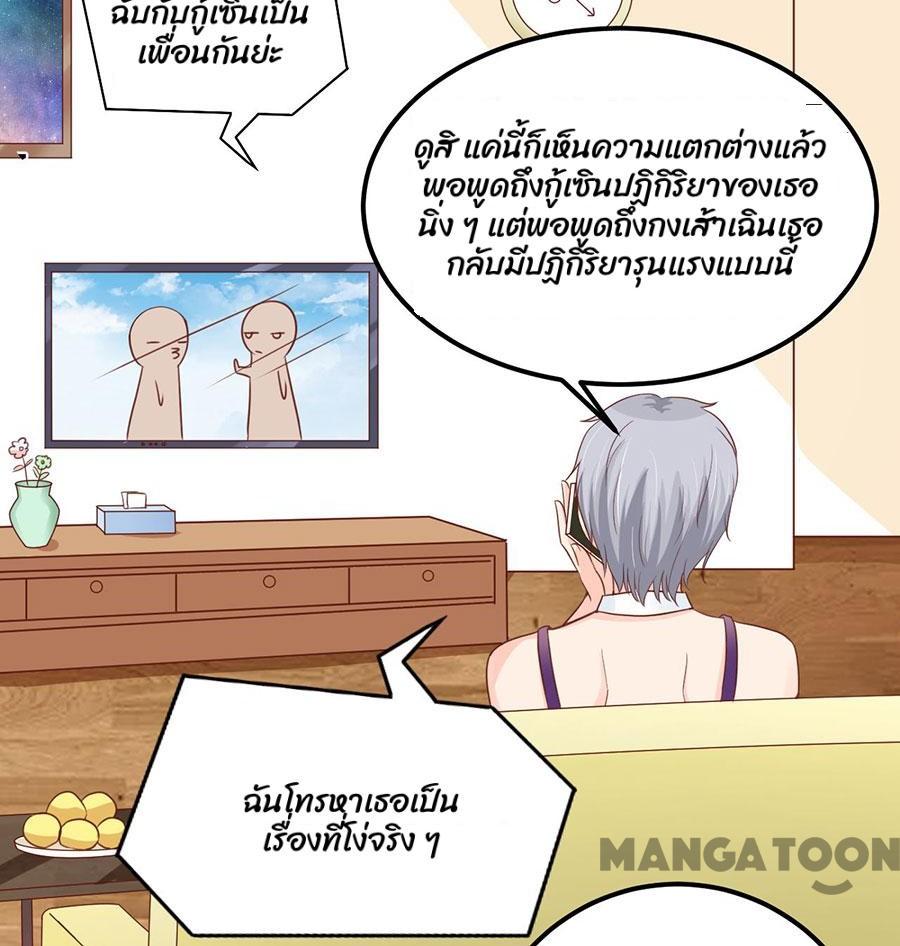 ฉับกับกู้เซินเป็น
เพื่อนกันย่ะ
ดูสิ แค่นี้ก็เห็นความแตกต่างแล้ว
พอพูดถึงกู้เซินปฏิกิริยาของเธอ
นิ่ง ๆ แต่พอพูดถึงกงเส้าเฉินเธอ
กลับมีปฏิกิริยารุนแรงแบบนี้
ฉันโทรหาเธอเป็น
เรื่องที่โง่จริง ๆ
MANGATOON